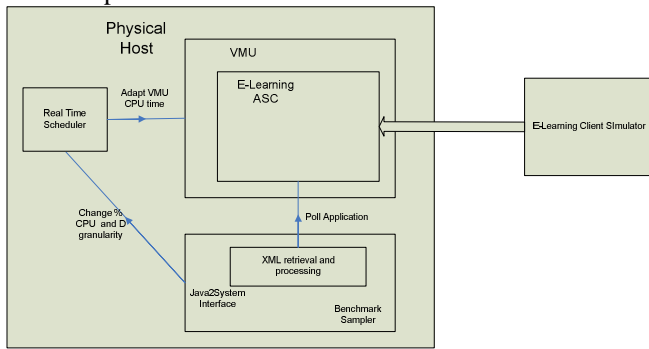 Physical
Host
VMU
E-Learning
ASC
Real Time
Scheduler
Adapt VMU
CPU time
E-Learning Client SImulator
Change %
CPU and D
granularity
Poll Application
XML retrieval and
processing
Java2System
Interface
Benchmark
Sampler